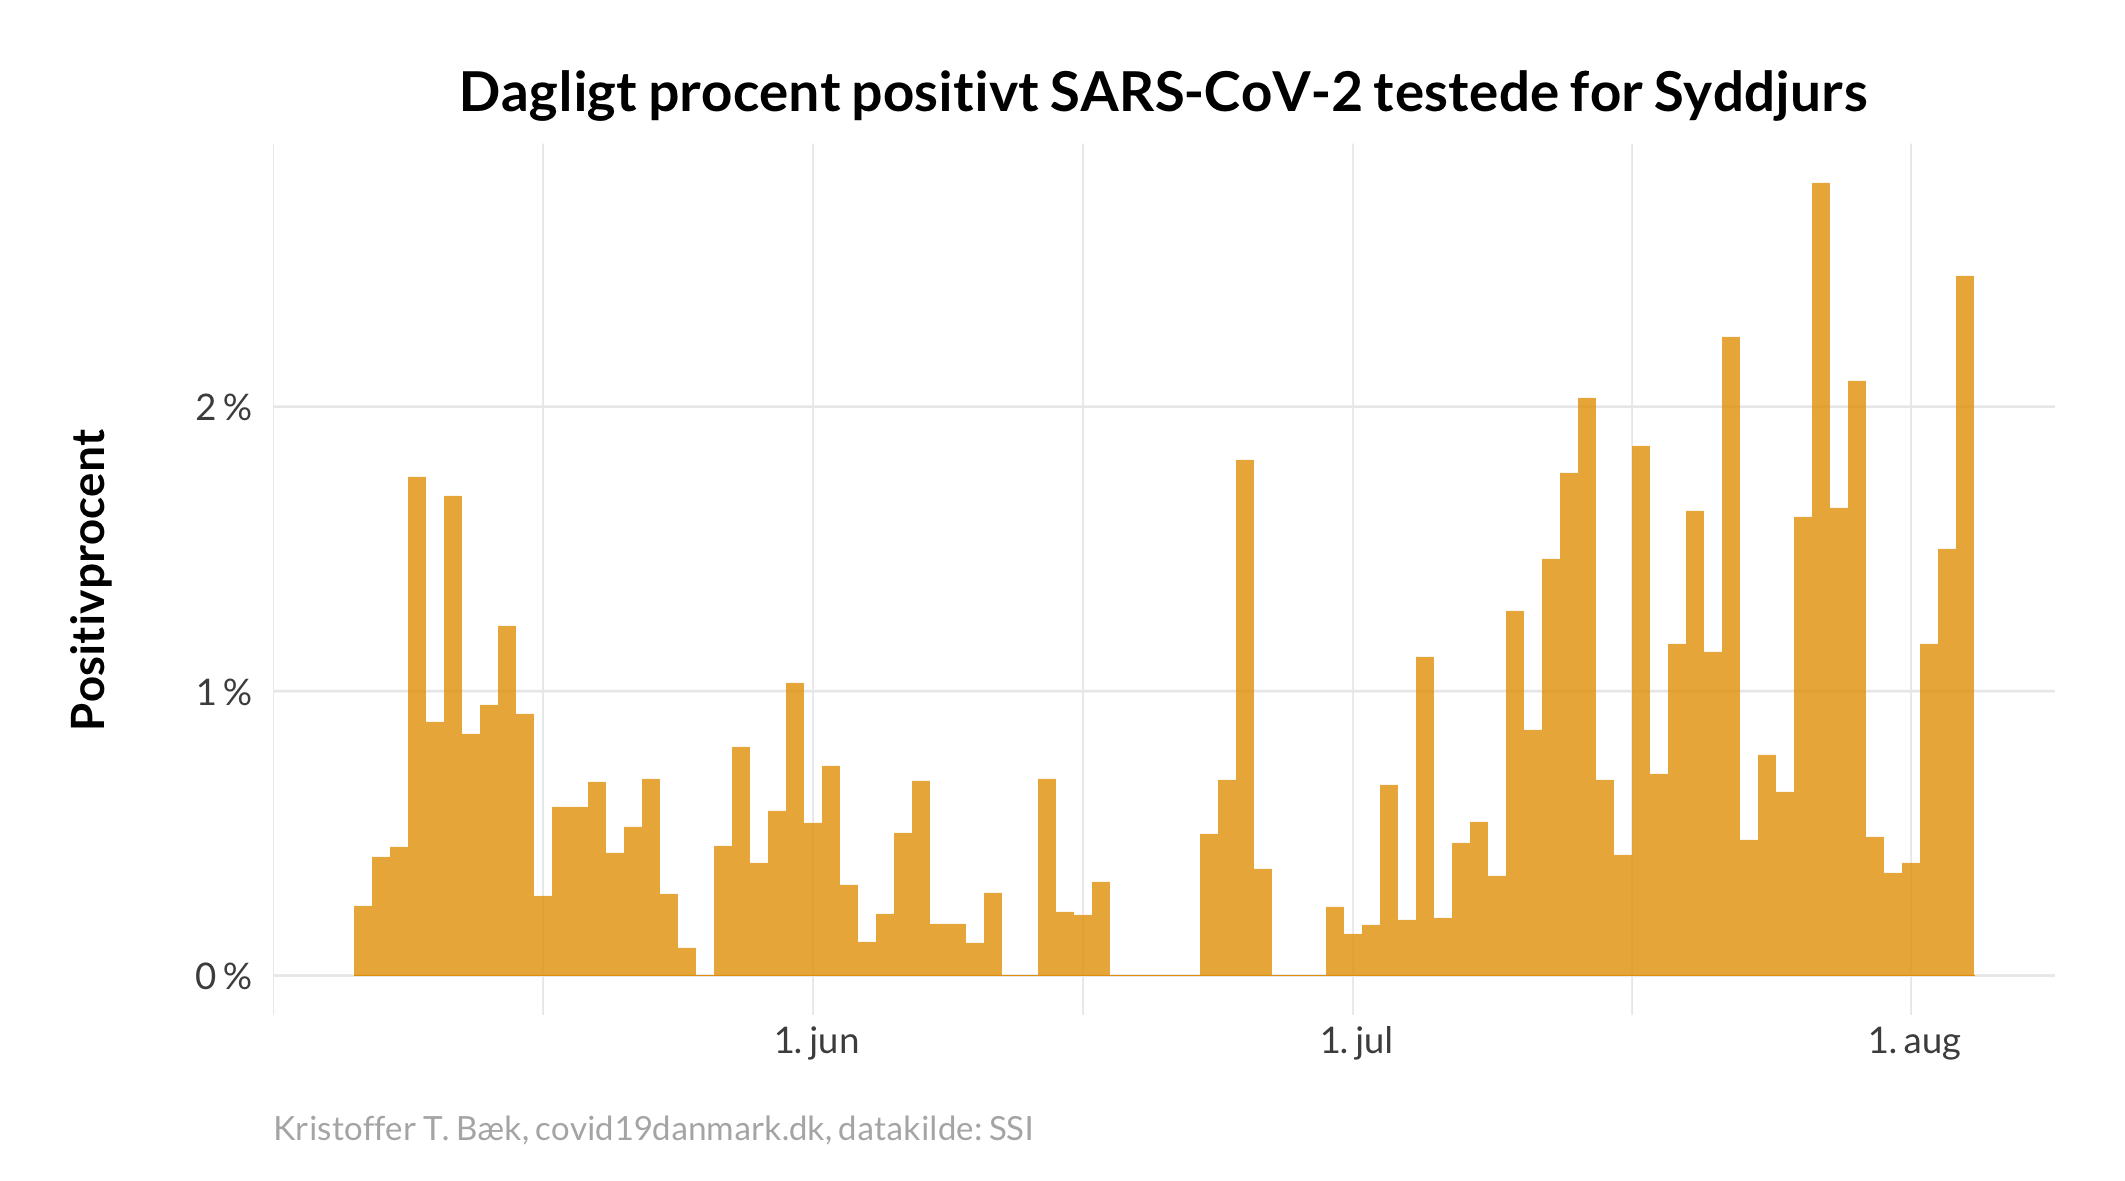 Dagligt procent positivt SARS-CoV-2 testede for Syddjurs
Positivprocent
2 %
1 %
0 %
1. jun
1. jul
1. aug
Kristoffer T. Bæk, covid19danmark.dk, datakilde: SSI